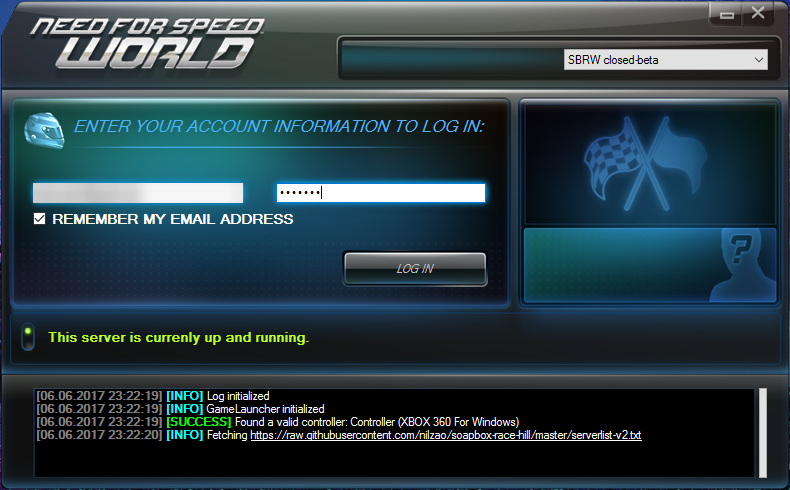 NEED FOR SPEED
WORLD
SBRW closed-beta
ENTER YOUR ACCOUNT INFORMATION TO LOG IN:
•••••••
REMEMBER MY EMAIL ADDRESS
LOG IN
?
This server is currenly up and running.
[06.06.2017 23:22:19] [INFO] Log initialized
[06.06.2017 23:22:19] [INFO] GameLauncher initialized
[06.06.2017 23:22:19] [SUCCESS] Found a valid controller: Controller (XBOX 360 For Windows)
[06.06.2017 23:22:20] [INFO] Fetching https://raw.githubusercontent.com/nilzao/soapbox-race-hill/master/serverlist-v2.txt